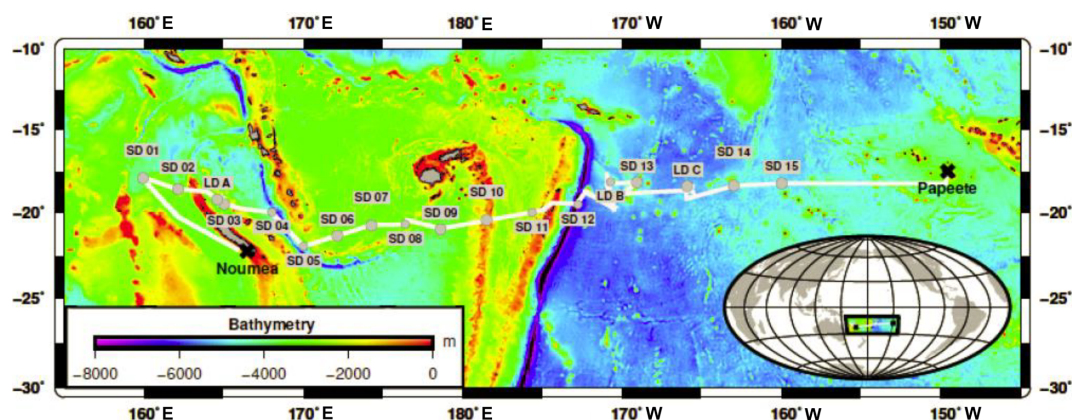 160°E 170°E 180°E 170°W 160°W 150°W
−10° −10°
−15° −15°
−20° −20°
−25° −25°
−30° −30°
SD 01
SD 02
LD A
SD 03
SD 04
SD 05
SD 06
SD 07
SD 08
SD 09
SD 10
SD 11
SD 12
LD B
SD 13
LD C
SD 14
SD 15
Papeete
Noumea
Bathymetry
m
−8000 −6000 −4000 −2000 0
160°E 170°E 180°E 170°W 160°W 150°W